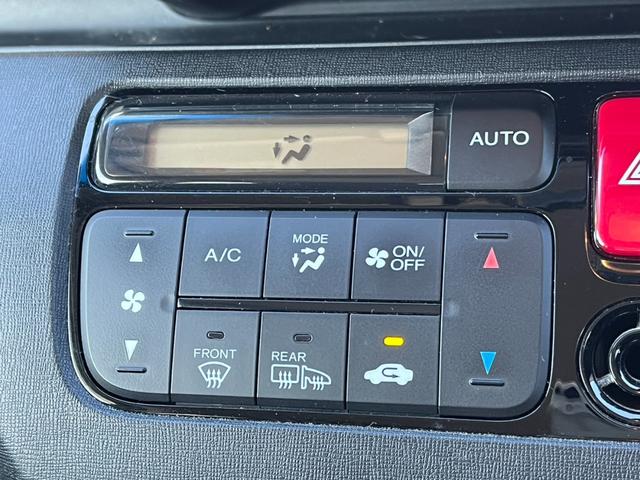 AUTO
A/C
MODE
ON/
OFF
FRONT
REAR